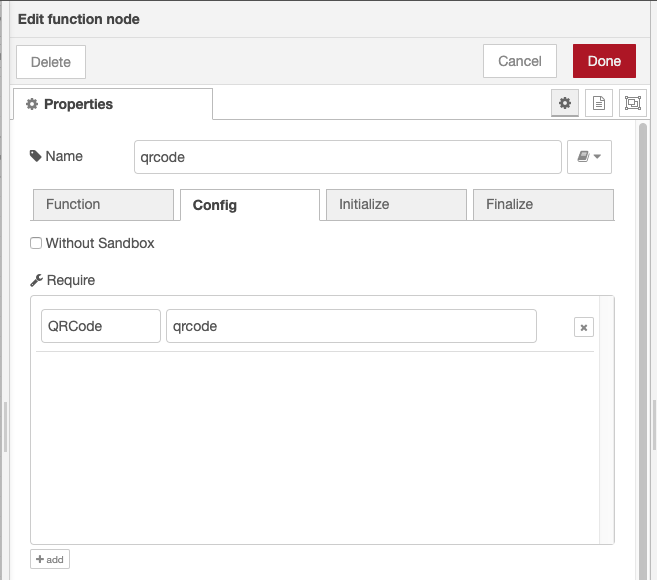 Edit function node
Delete
Cancel
Done
Properties
Name
qrcode
Function
Config
Initialize
Finalize
Without Sandbox
Require
QRCode
qrcode
add